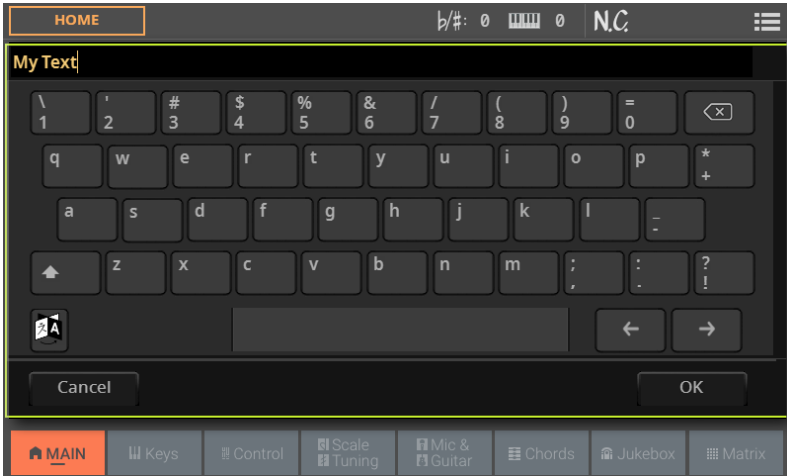 HOME
♭/♯: 0
0
N.C.
My Text
\ ' # $ % & / ( ) =
1 2 3 4 5 6 7 8 9 0
q w e r t y u i o p *
+
a s d f g h j k l _
-
z x c v b n m ; : ?
, . !
文 A
← →
Cancel OK
MAIN Keys Control Scale Tuning Mic & Guitar Chords Jukebox Matrix